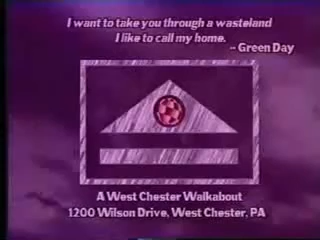 I want to take you through a wasteland
I like to call my home.
-- Green Day
A West Chester Walkabout
1200 Wilson Drive, West Chester, PA